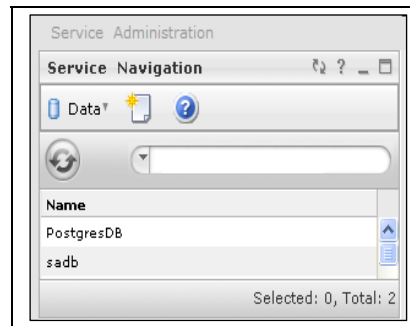 Service Administration
Service Navigation ?
Data ?
Name
PostgresDB
sadb
Selected: 0, Total: 2